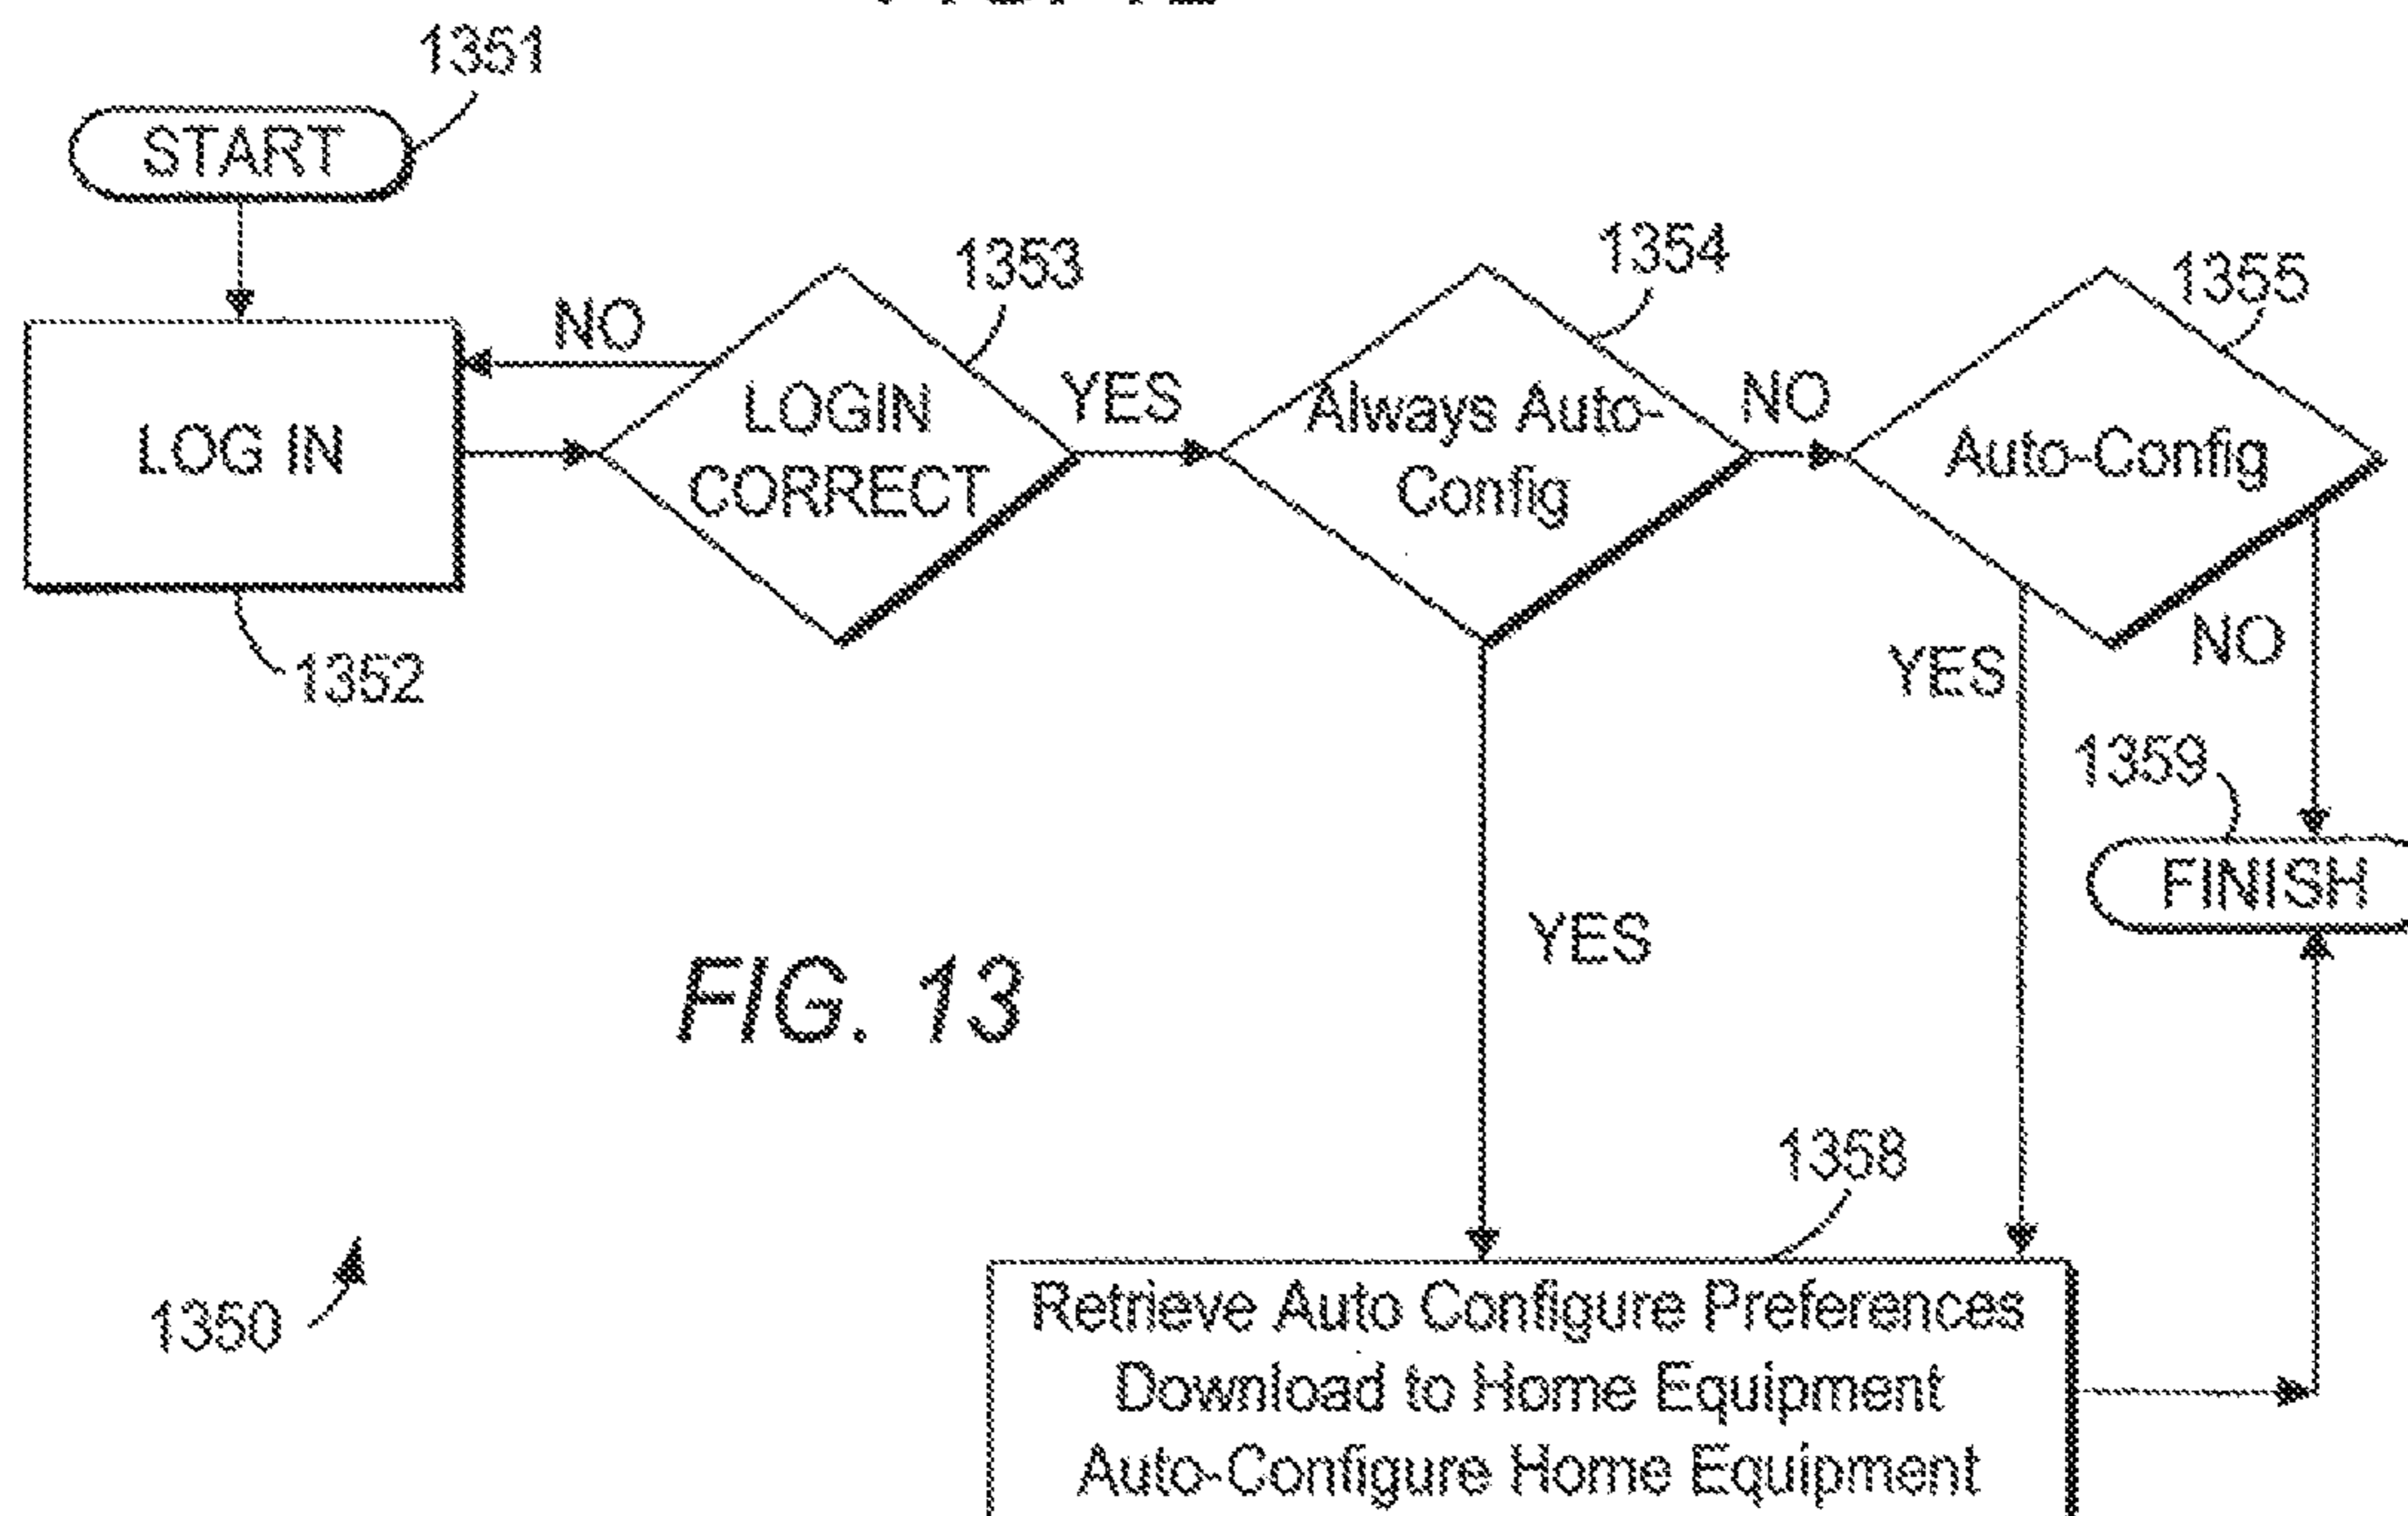 1351
START
1353
1354
1355
NO
LOG IN
LOGIN
CORRECT
YES
Always Auto-
Config
NO
Auto-Config
1352
YES
NO
1359
FINISH
YES
FIG. 13
1358
1350
Retrieve Auto Configure Preferences
Download to Home Equipment
Auto-Configure Home Equipment